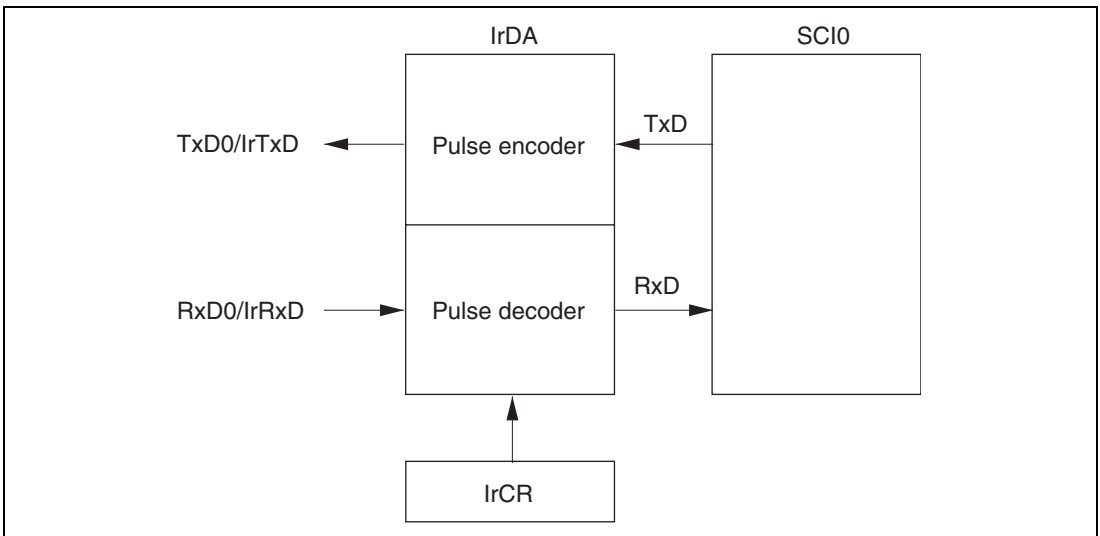 IrDA
SCI0
TxD0/IrTxD
Pulse encoder
TxD
RxD0/IrRxD
Pulse decoder
RxD
IrCR